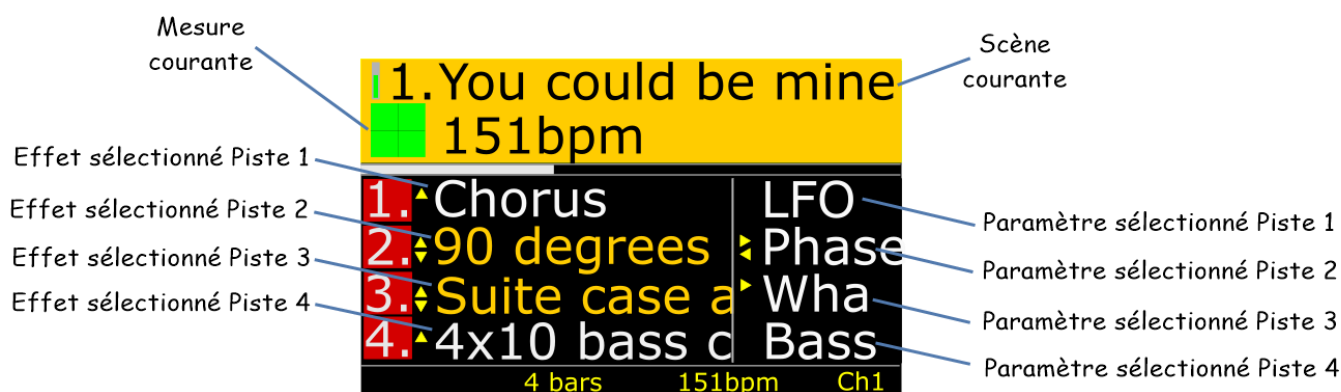 Mesure
courante
Scène
courante
1.You could be mine
151bpm
Effet sélectionné Piste 1
Effet sélectionné Piste 2
Effet sélectionné Piste 3
Effet sélectionné Piste 4
1. Chorus LFO
2. 90 degrees Phase
3. Suite case a Wha
4. 4x10 bass c Bass
Paramètre sélectionné Piste 1
Paramètre sélectionné Piste 2
Paramètre sélectionné Piste 3
Paramètre sélectionné Piste 4
4 bars 151bpm Ch1